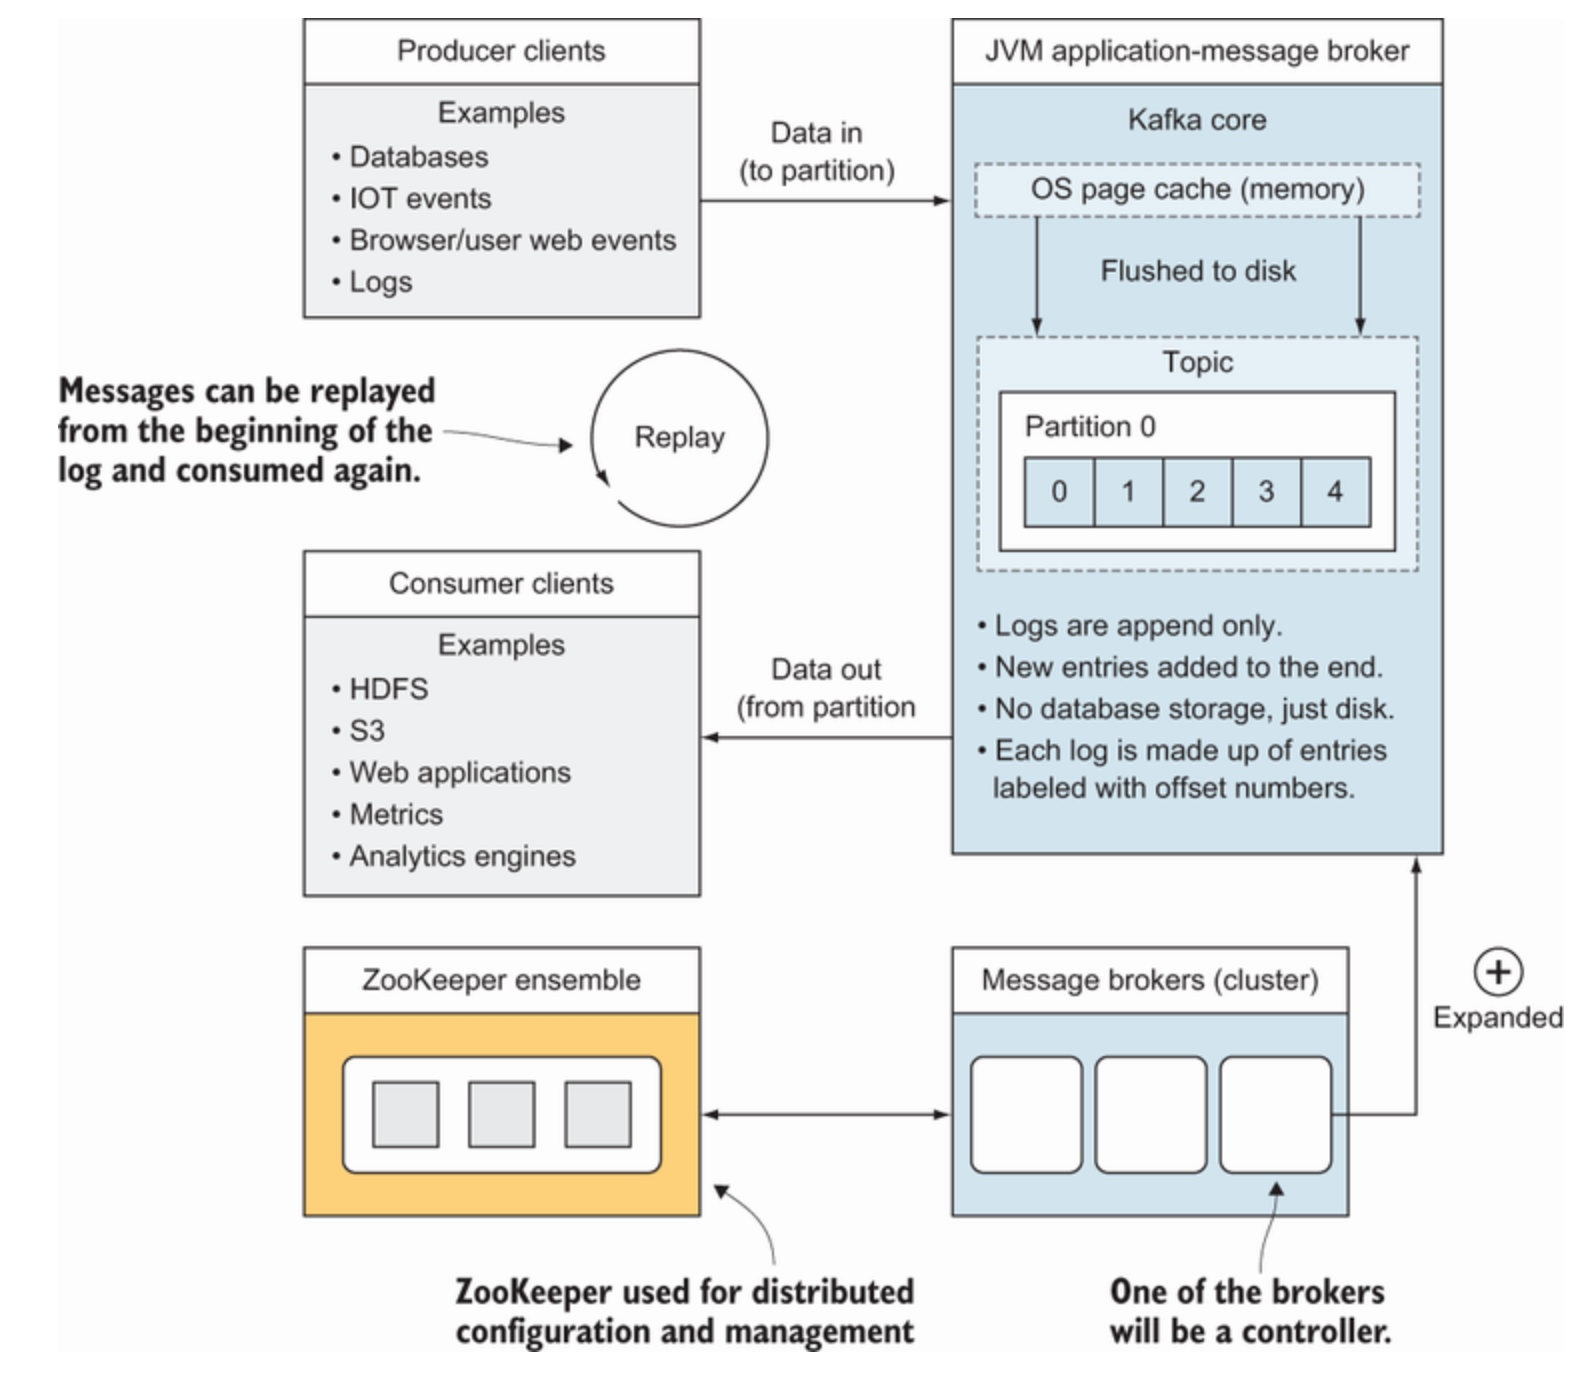 Producer clients
Examples
• Databases
• IOT events
• Browser/user web events
• Logs
Data in
(to partition)
JVM application-message broker
Kafka core
OS page cache (memory)
Flushed to disk
Topic
Partition 0
0 1 2 3 4
• Logs are append only.
• New entries added to the end.
• No database storage, just disk.
• Each log is made up of entries
labeled with offset numbers.
Messages can be replayed
from the beginning of the
log and consumed again.
Replay
Consumer clients
Examples
• HDFS
• S3
• Web applications
• Metrics
• Analytics engines
Data out
(from partition
ZooKeeper ensemble
Message brokers (cluster)
+
Expanded
ZooKeeper used for distributed
configuration and management
One of the brokers
will be a controller.